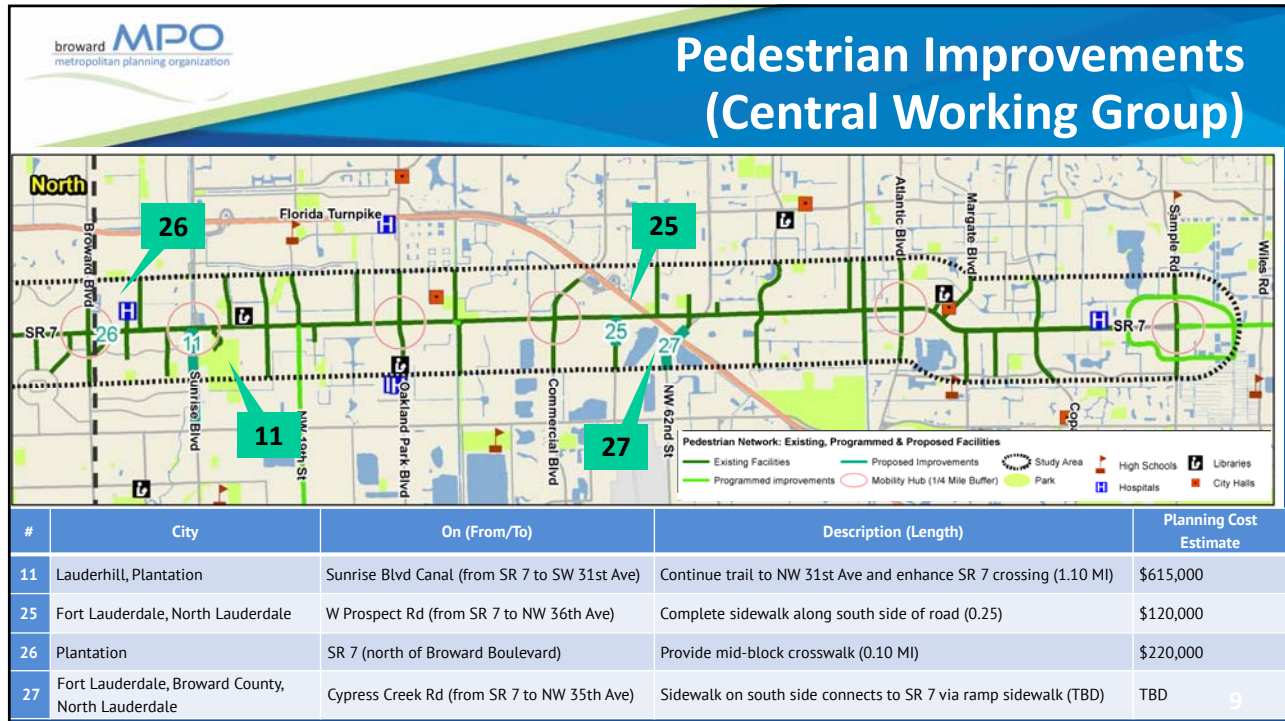 broward MPO
metropolitan planning organization
Pedestrian Improvements
(Central Working Group)
North
26
Florida Turnpike
H
25
Broward Blvd
Atlantic Blvd
Margate Blvd
Sample Rd
Wiles Rd
H
SR 7
26
11
25
27
H
SR 7
Sunrise Blvd
11
NW 19th St
Oakland Park Blvd
H
Commercial Blvd
27
NW 62nd St
Copa
Pedestrian Network: Existing, Programmed & Proposed Facilities
Existing Facilities Proposed Improvements Study Area High Schools Libraries
Programmed improvements Mobility Hub (1/4 Mile Buffer) Park H Hospitals City Halls
# City On (From/To) Description (Length) Planning Cost
Estimate
11 Lauderhill, Plantation Sunrise Blvd Canal (from SR 7 to SW 31st Ave) Continue trail to NW 31st Ave and enhance SR 7 crossing (1.10 MI) $615,000
25 Fort Lauderdale, North Lauderdale W Prospect Rd (from SR 7 to NW 36th Ave) Complete sidewalk along south side of road (0.25) $120,000
26 Plantation SR 7 (north of Broward Boulevard) Provide mid-block crosswalk (0.10 MI) $220,000
27 Fort Lauderdale, Broward County,
North Lauderdale Cypress Creek Rd (from SR 7 to NW 35th Ave) Sidewalk on south side connects to SR 7 via ramp sidewalk (TBD) TBD
9